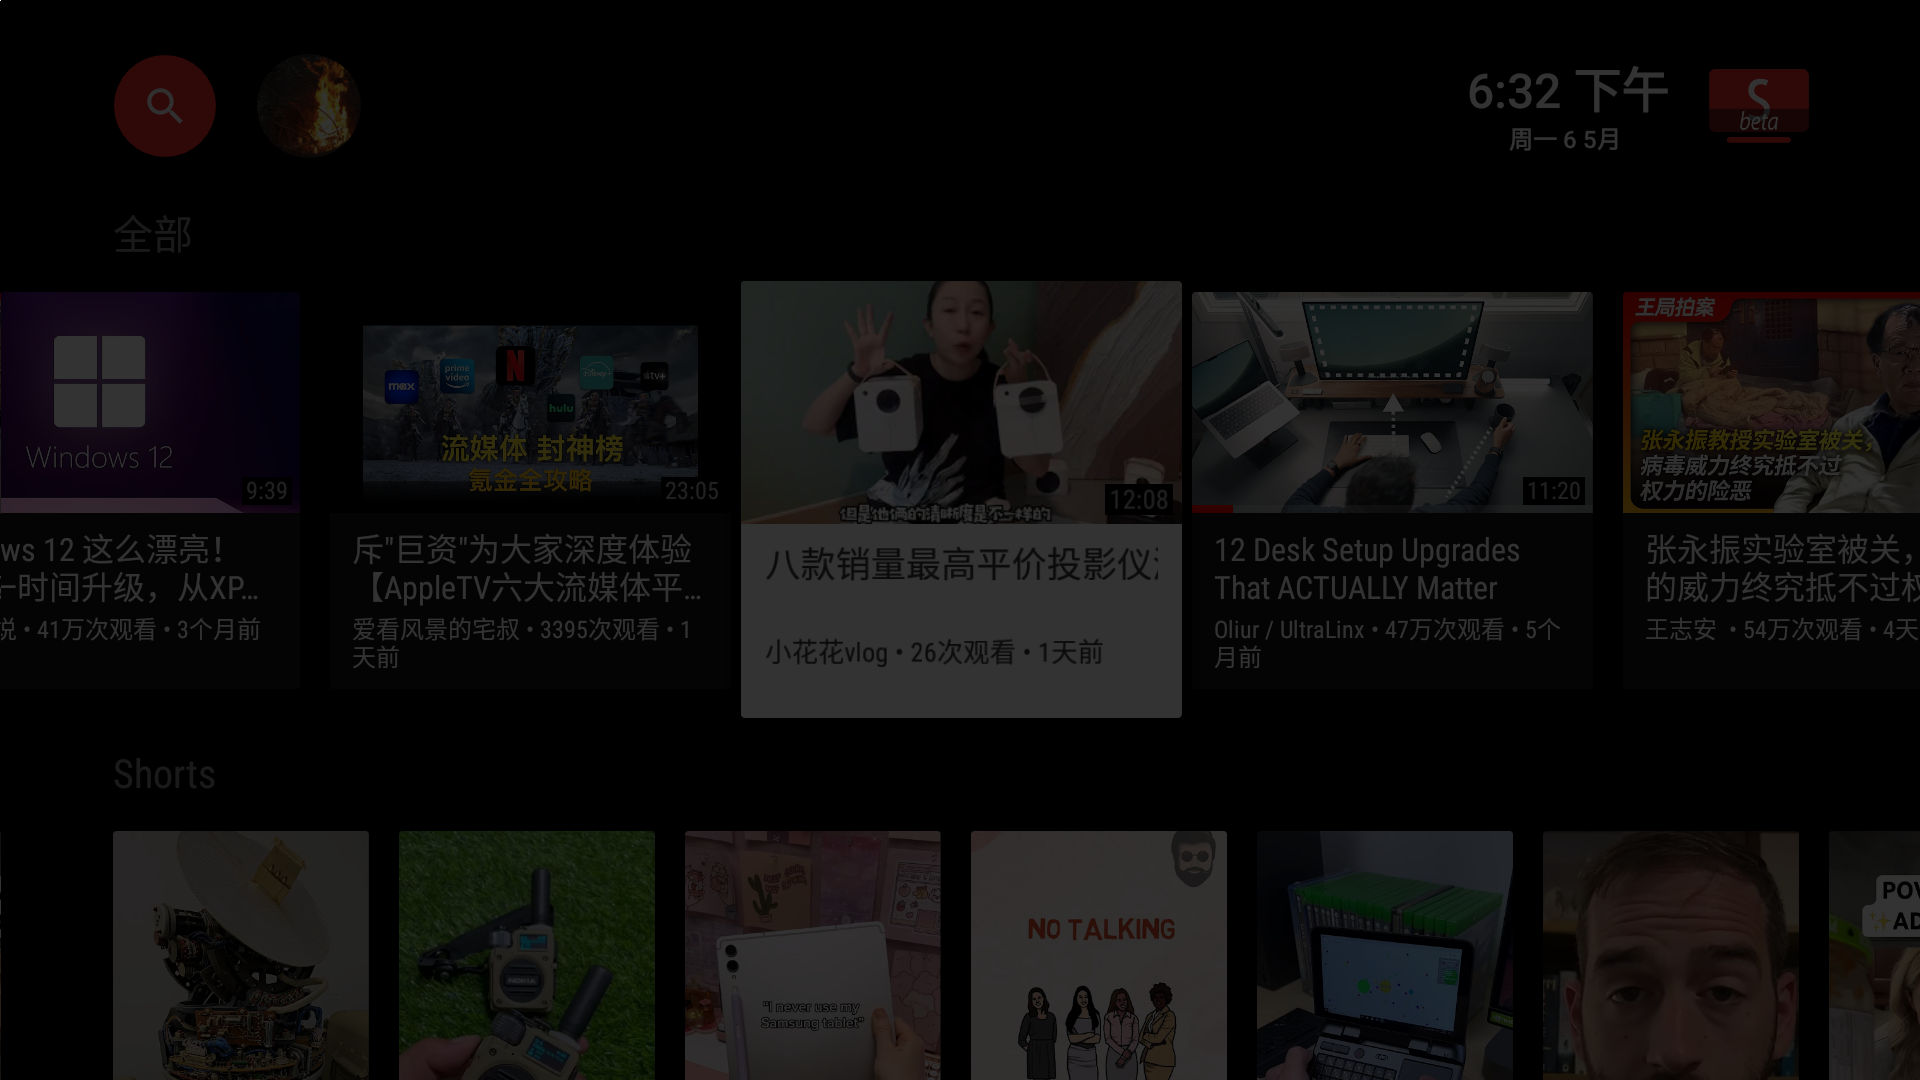 6:32 下午
周一 6 5月
S
beta
全部
Windows 12
9:39
ws 12 这么漂亮！
时间升级，从XP...
41万次观看 • 3个月前
max
prime video
N
Disney+
tv+
hulu
流媒体 封神榜
氪金全攻略
23:05
斥"巨资"为大家深度体验
【AppleTV六大流媒体平...
爱看风景的宅叔 • 3395次观看 • 1
天前
但是他俩的清晰度是不一样的
12:08
八款销量最高平价投影仪
小花花vlog • 26次观看 • 1天前
11:20
12 Desk Setup Upgrades
That ACTUALLY Matter
Oliur / UltraLinx • 47万次观看 • 5个
月前
王局拍案
张永振教授实验室被关，
病毒威力终究抵不过
权力的险恶
张永振实验室被关，
的威力终究抵不过权
王志安 • 54万次观看 • 4天
Shorts
NOKIA
"I never use my
Samsung tablet"
NO TALKING
POV
✨AD